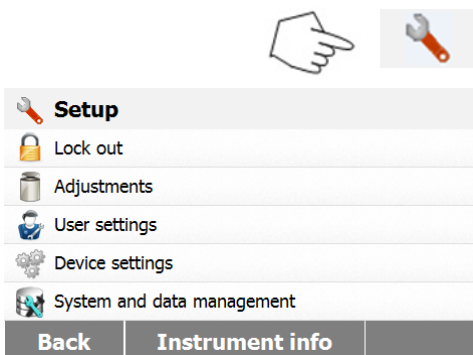 Setup
Lock out
Adjustments
User settings
Device settings
System and data management
Back Instrument info